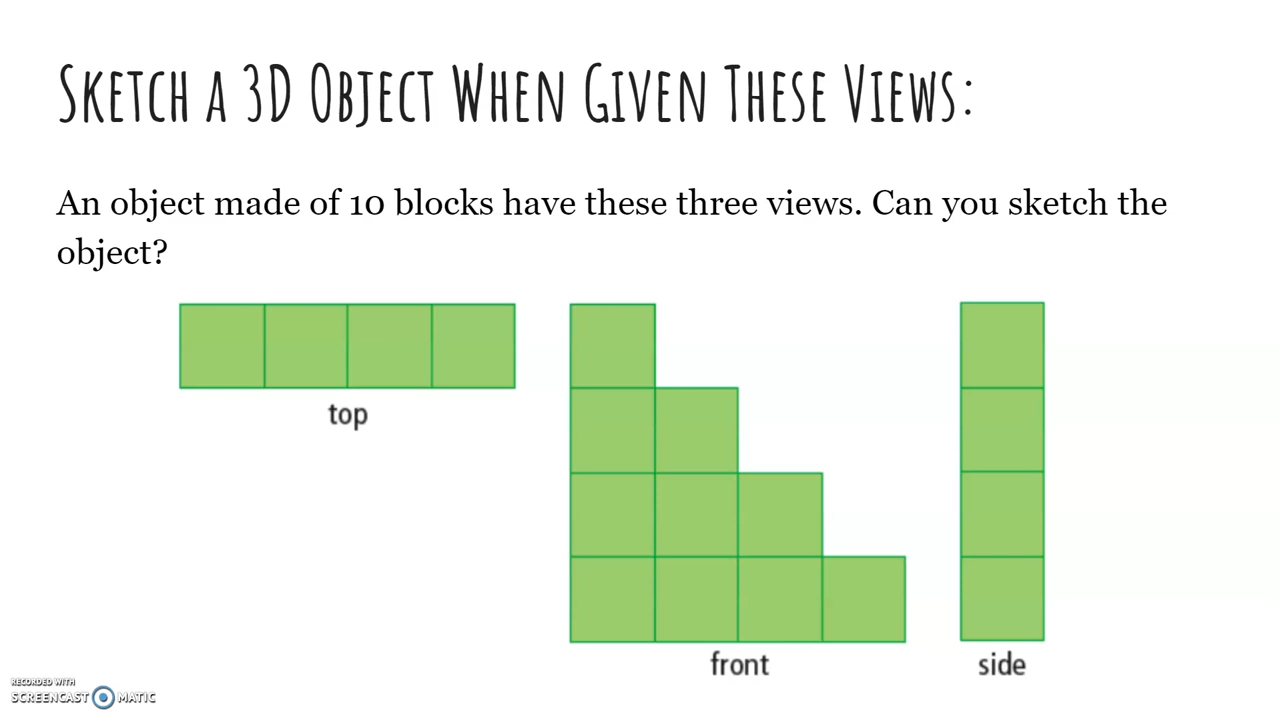 Sketch a 3D Object When Given These Views:
An object made of 10 blocks have these three views. Can you sketch the
object?
top
front
side
RECORDED WITH
SCREENCAST MATIC